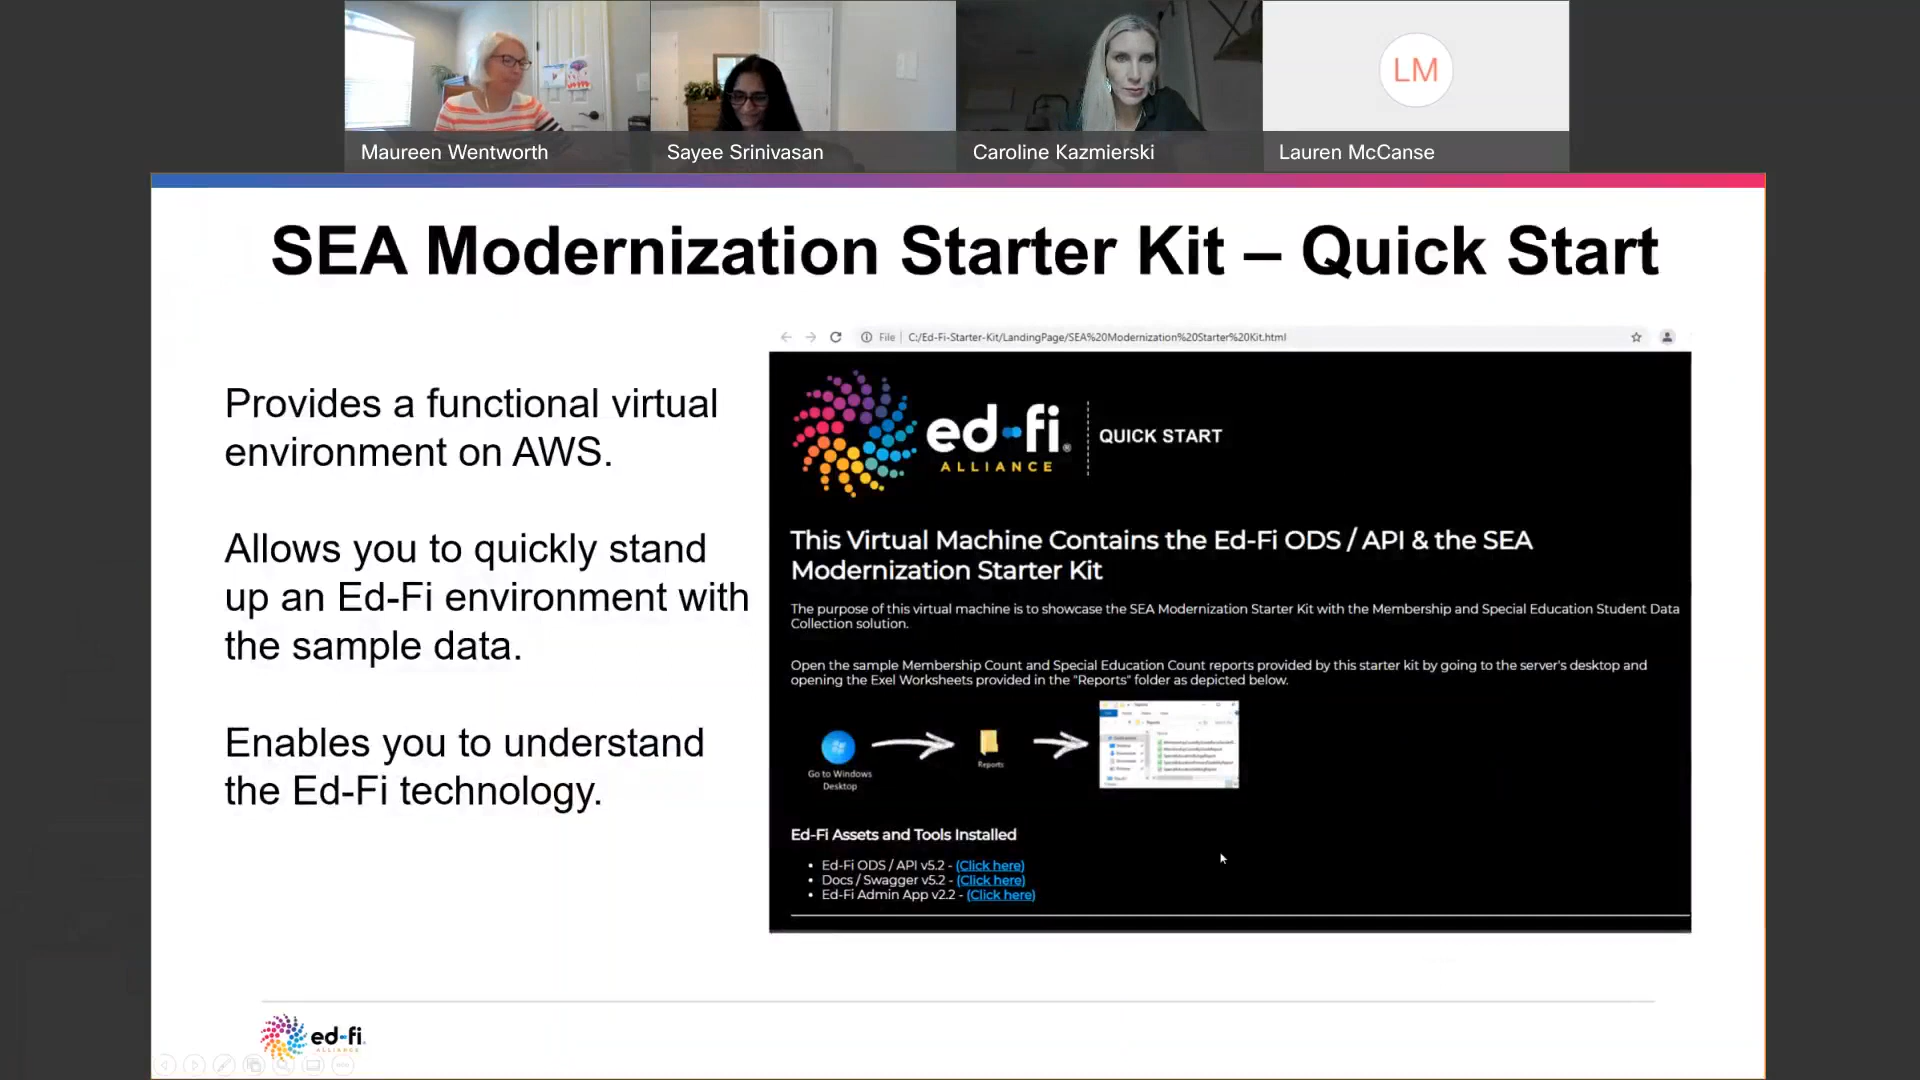 Maureen Wentworth
Sayee Srinivasan
Caroline Kazmierski
LM
Lauren McCanse
SEA Modernization Starter Kit – Quick Start
Provides a functional virtual
environment on AWS.
Allows you to quickly stand
up an Ed-Fi environment with
the sample data.
Enables you to understand
the Ed-Fi technology.
File
C:/Ed-Fi-Starter-Kit/LandingPage/SEA%20Modernization%20Starter%20Kit.html
ed-fi®
ALLIANCE
QUICK START
This Virtual Machine Contains the Ed-Fi ODS / API & the SEA
Modernization Starter Kit
The purpose of this virtual machine is to showcase the SEA Modernization Starter Kit with the Membership and Special Education Student Data
Collection solution.
Open the sample Membership Count and Special Education Count reports provided by this starter kit by going to the server's desktop and
opening the Exel Worksheets provided in the "Reports" folder as depicted below.
Go to Windows
Desktop
Reports
Ed-Fi Assets and Tools Installed
• Ed-Fi ODS / API v5.2 - (Click here)
• Docs / Swagger v5.2 - (Click here)
• Ed-Fi Admin App v2.2 - (Click here)
ed-fi
ALLIANCE